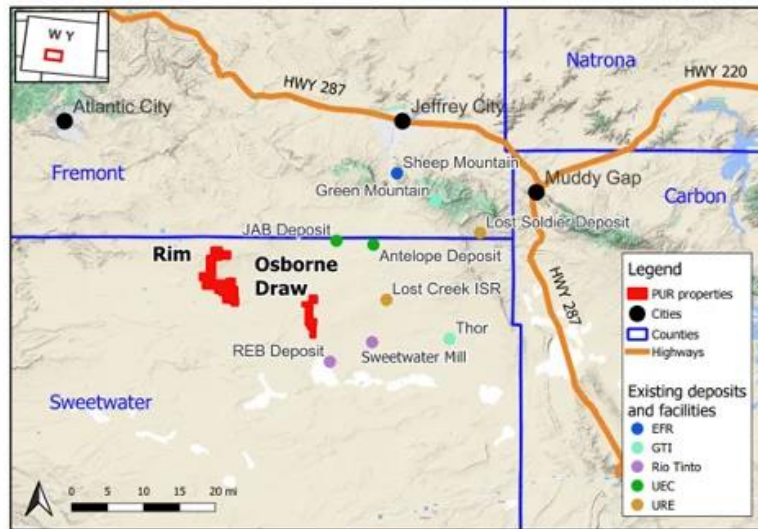 W Y
Natrona
HWY 220
HWY 287
Atlantic City
Jeffrey City
Sheep Mountain
Fremont
Green Mountain
Muddy Gap
Carbon
Lost Soldier Deposit
JAB Deposit
Antelope Deposit
Rim
Osborne
Draw
Lost Creek ISR
HWY 287
Thor
REB Deposit
Sweetwater Mill
Sweetwater
0 5 10 15 20 mi
Legend
PUR properties
Cities
Counties
Highways
Existing deposits
and facilities
EFR
GTI
Rio Tinto
UEC
URE